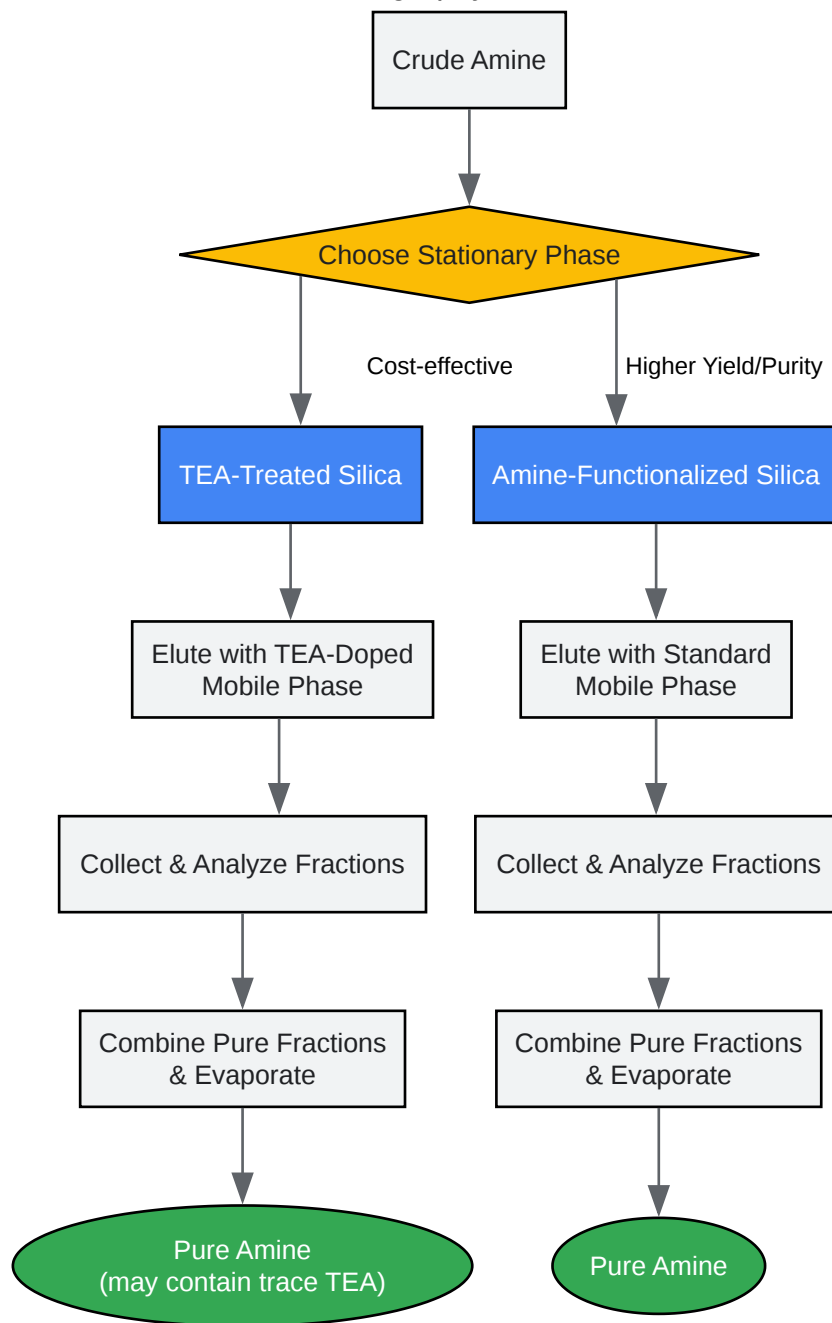 Crude Amine
Choose Stationary Phase
Cost-effective
Higher Yield/Purity
TEA-Treated Silica
Amine-Functionalized Silica
Elute with TEA-Doped
Mobile Phase
Elute with Standard
Mobile Phase
Collect & Analyze Fractions
Collect & Analyze Fractions
Combine Pure Fractions
& Evaporate
Combine Pure Fractions
& Evaporate
Pure Amine
(may contain trace TEA)
Pure Amine